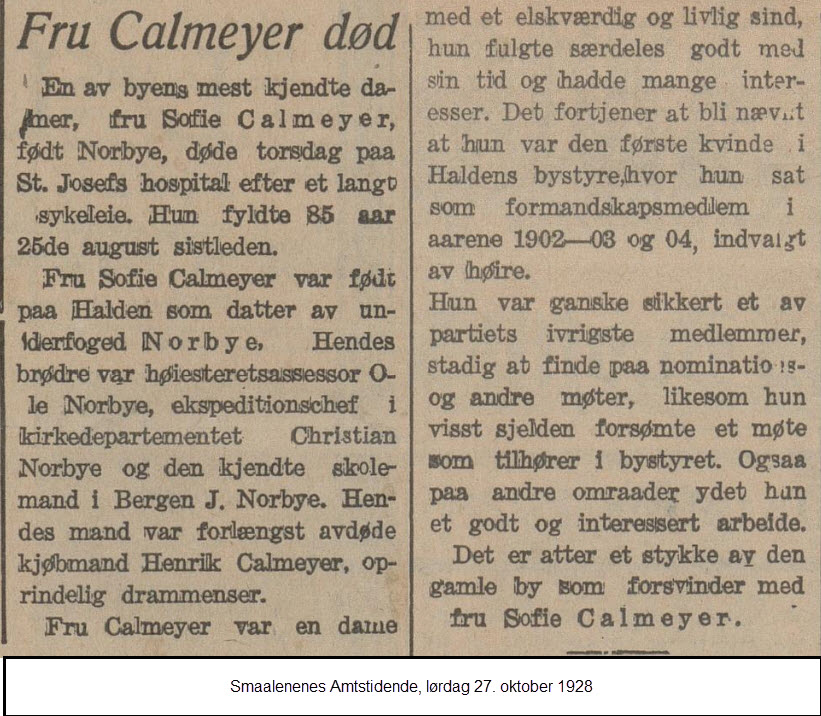 Fru Calmeyer død
En av byens mest kjendte da-
mer, fru Sofie Calmeyer,
født Norbye, døde torsdag paa
St. Josefs hospital efter et langt
sykeleie. Hun fyldte 85 aar
25de august sistleden.
Fru Sofie Calmeyer var født
paa Halden som datter av un-
derfoged Norbye. Hendes
brødre var høiesteretsassessor O-
le Norbye, ekspeditionschef i
kirkedepartementet Christian
Norbye og den kjendte skole-
mand i Bergen J. Norbye. Hen-
des mand var forlængst avdøde
kjøbmand Henrik Calmeyer, op-
rindelig drammenser.
Fru Calmeyer var en dame
med et elskværdig og livlig sind,
hun fulgte særdeles godt med
sin tid og hadde mange inter-
esser. Det fortjener at bli nævnt
at hun var den første kvinde i
Haldens bystyre, hvor hun sat
som formandskapsmedlem i
aarene 1902—03 og 04, indvalgt
av høire.
Hun var ganske sikkert et av
partiets ivrigste medlemmer,
stadig at finde paa nominations-
og andre møter, likesom hun
visst sjelden forsømte et møte
som tilhører i bystyret. Ogsaa
paa andre omraader ydet hun
et godt og interessert arbeide.
Det er atter et stykke av den
gamle by som forsvinder med
fru Sofie Calmeyer.
Smaalenenes Amtstidende, lørdag 27. oktober 1928